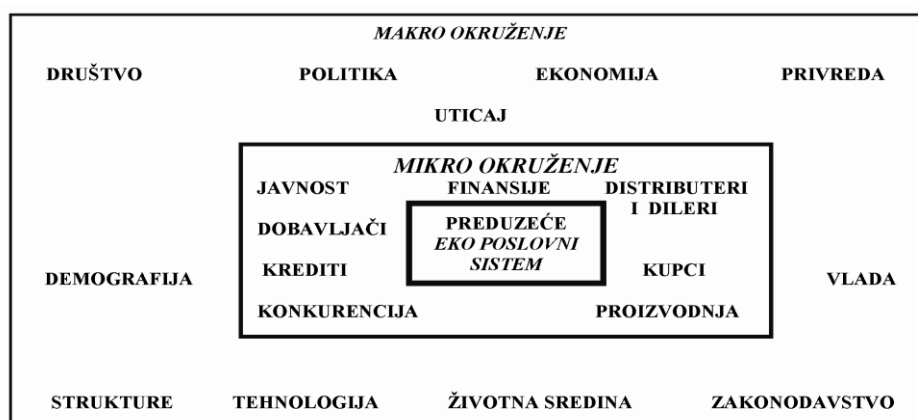 MAKRO OKRUŽENJE
DRUŠTVO POLITIKA EKONOMIJA PRIVREDA
UTICAJ
MIKRO OKRUŽENJE
JAVNOST FINANSIJE DISTRIBUTERI
I DILERI
DOBAVLJAČI PREDUZEĆE
EKO POSLOVNI
SISTEM
KREDITI KUPCI
DEMOGRAFIJA VLADA
KONKURENCIJA PROIZVODNJA
STRUKTURE TEHNOLOGIJA ŽIVOTNA SREDINA ZAKONODAVSTVO